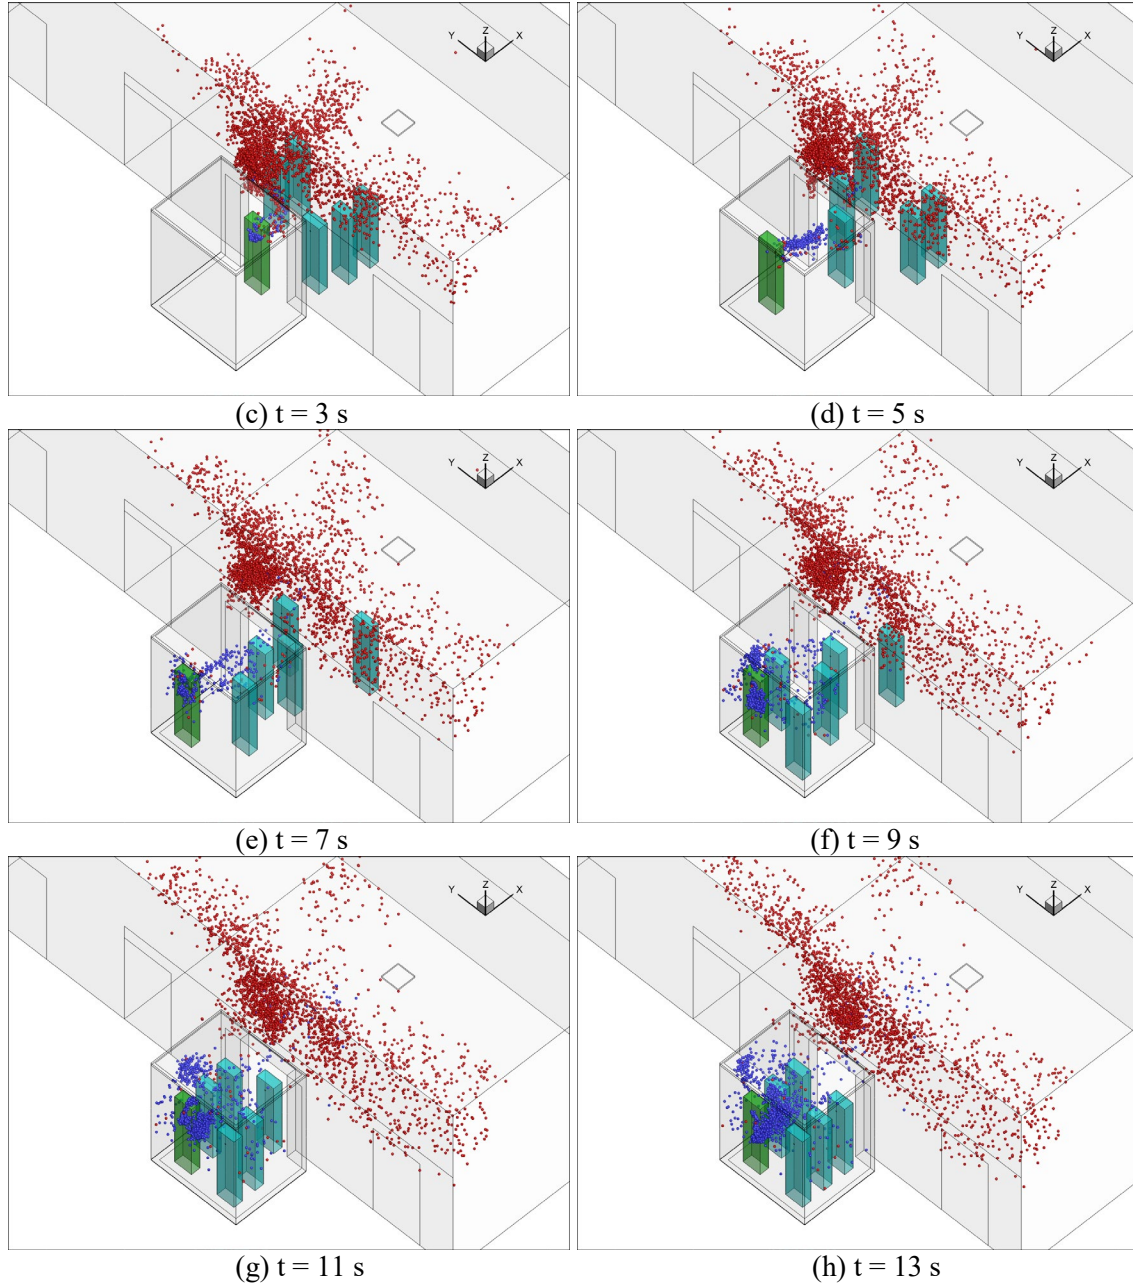 Y Z X
Y Z X
(c) t = 3 s
(d) t = 5 s
Y Z X
Y Z X
(e) t = 7 s
(f) t = 9 s
Y Z X
Y Z X
(g) t = 11 s
(h) t = 13 s